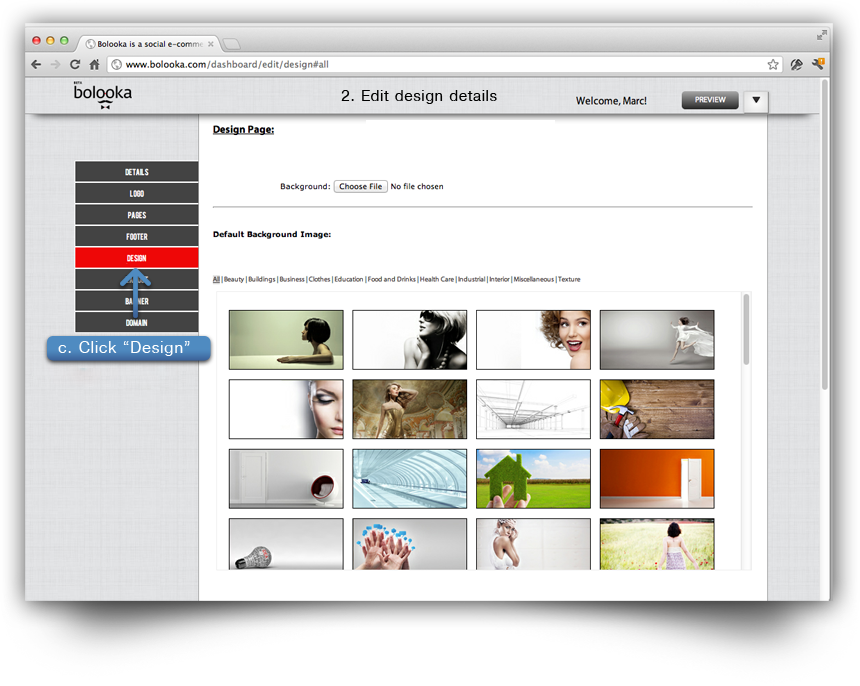 Bolooka is a social e-comme
www.bolooka.com/dashboard/edit/design#all
BETA
bolooka
2. Edit design details
Welcome, Marc!
PREVIEW
Design Page:
Background: Choose File No file chosen
Default Background Image:
All | Beauty | Buildings | Business | Clothes | Education | Food and Drinks | Health Care | Industrial | Interior | Miscellaneous | Texture
DETAILS
LOGO
PAGES
FOOTER
DESIGN
BANNER
DOMAIN
c. Click “Design”